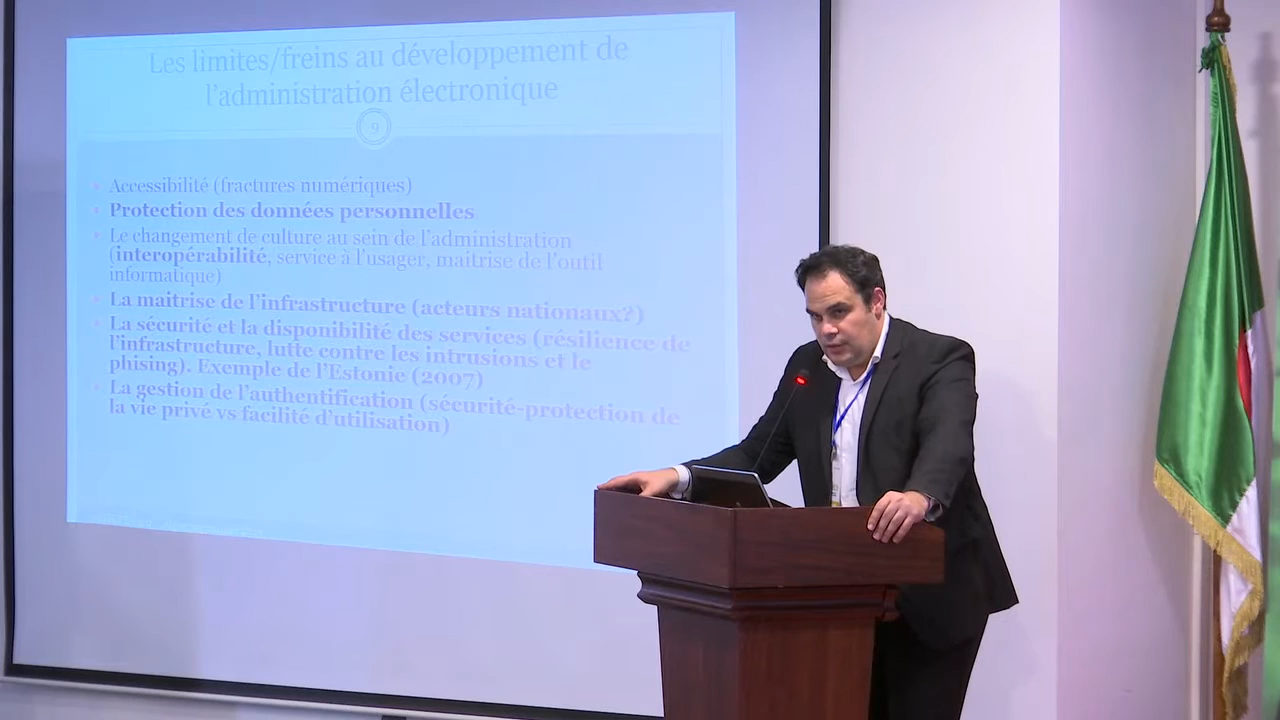 Les limites/freins au développement de
l'administration électronique
9
Accessibilité (fractures numériques)
Protection des données personnelles
Le changement de culture au sein de l'administration
(interopérabilité, service à l'usager, maitrise de l'outil
informatique)
La maitrise de l'infrastructure (acteurs nationaux?)
La sécurité et la disponibilité des services (résilience de
l'infrastructure, lutte contre les intrusions et le
phising). Exemple de l'Estonie (2007)
La gestion de l'authentification (sécurité-protection de
la vie privé vs facilité d'utilisation)